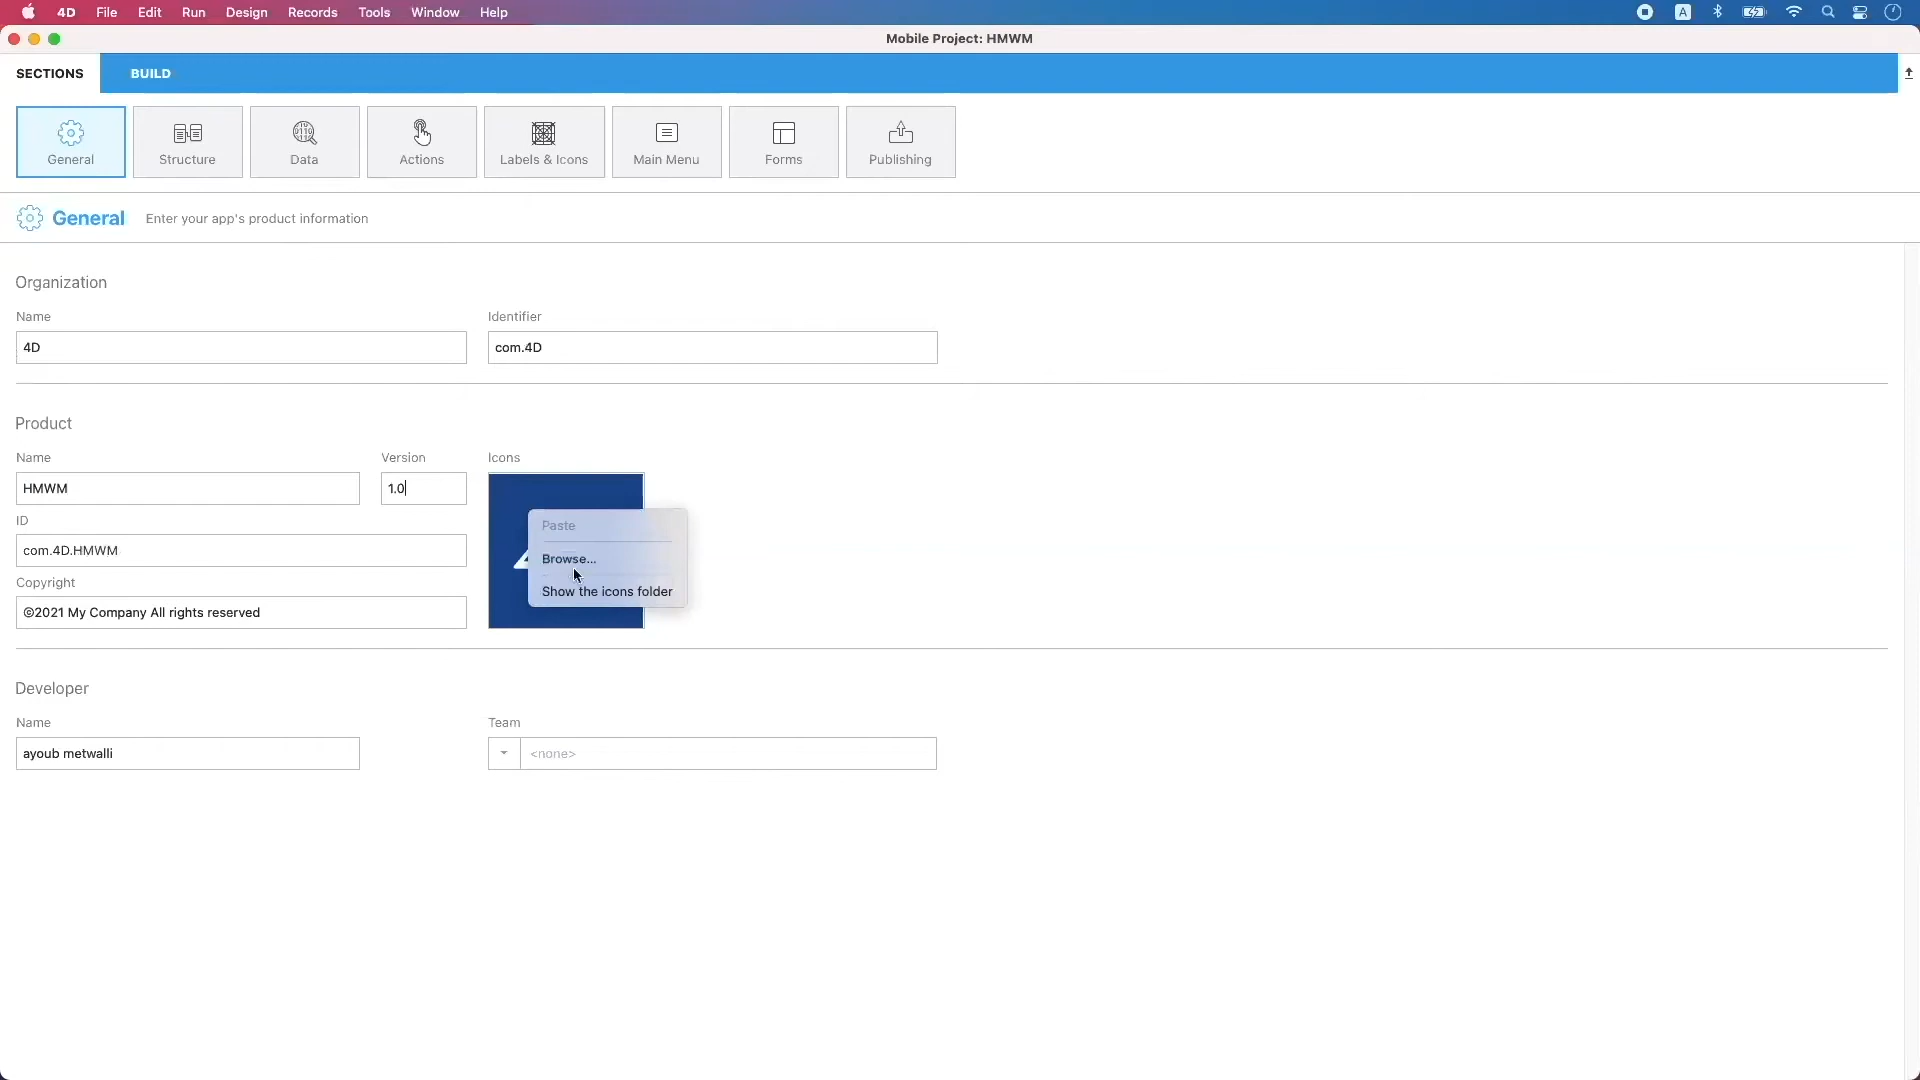 4D File Edit Run Design Records Tools Window Help A
Mobile Project: HMWM
SECTIONS BUILD
General Structure Data Actions Labels & Icons Main Menu Forms Publishing
General Enter your app's product information
Organization
Name Identifier
4D com.4D
Product
Name Version Icons
HMWM 1.0
ID
com.4D.HMWM
Copyright
©2021 My Company All rights reserved
Paste
Browse...
Show the icons folder
Developer
Name Team
ayoub metwalli <none>